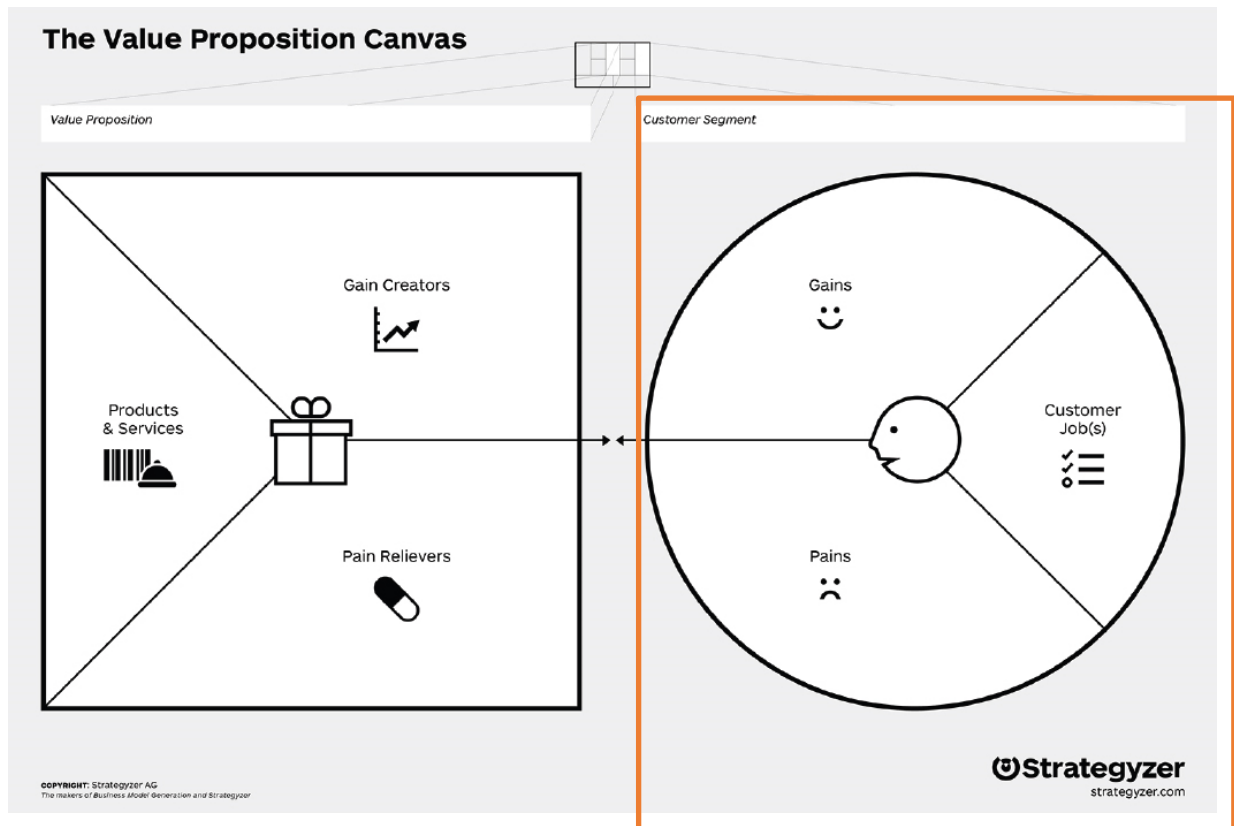 The Value Proposition Canvas
Value Proposition
Customer Segment
Gain Creators
Gains
Products
& Services
Customer
Job(s)
Pain Relievers
Pains
COPYRIGHT: Strategyzer AG
The makers of Business Model Generation and Strategyzer
Strategyzer
strategyzer.com